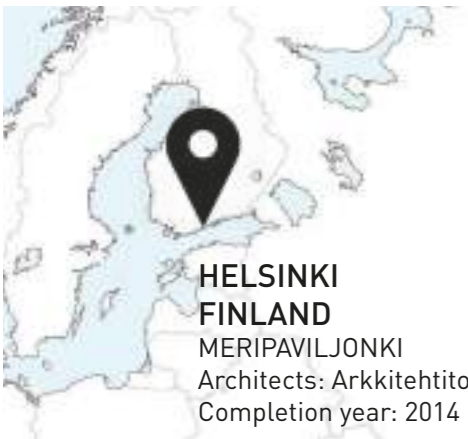 HELSINKI
FINLAND
MERIPAVILJONKI
Architects: Arkkitehtito
Completion year: 2014